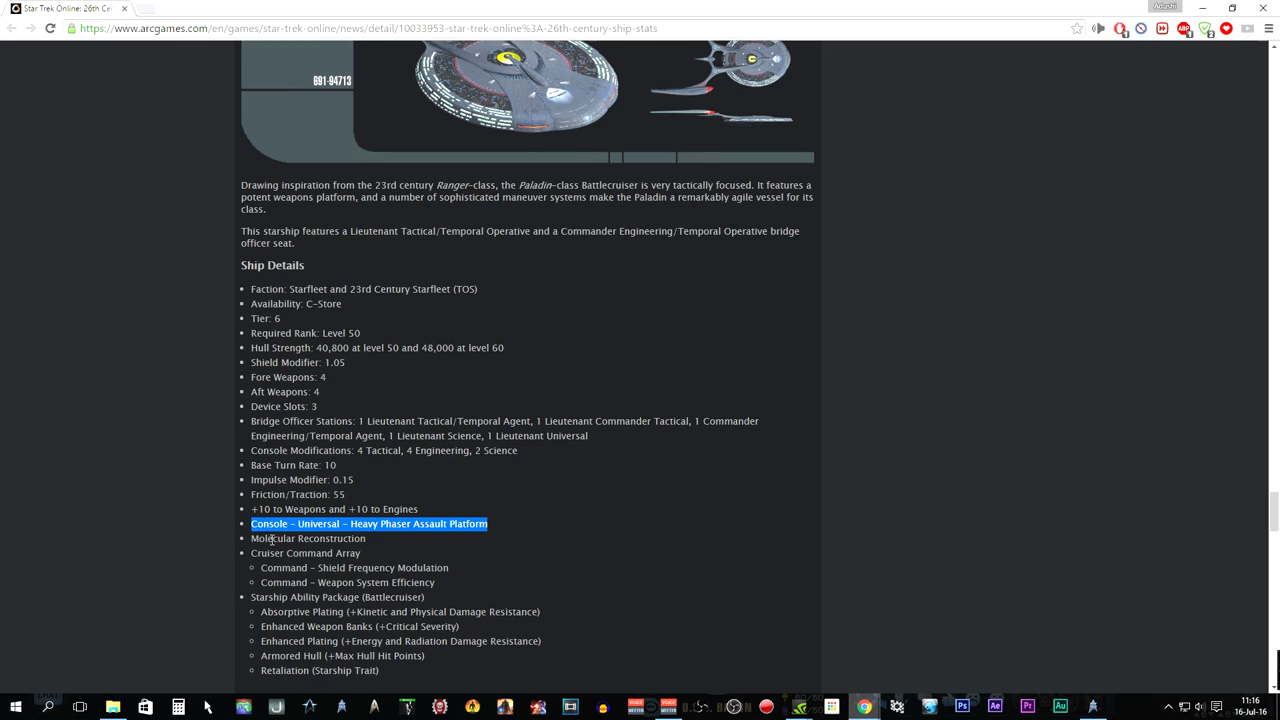 Star Trek Online: 26th Ce
Adushil
https://www.arcgames.com/en/games/star-trek-online/news/detail/10033953-star-trek-online%3A-26th-century-ship-stats
691-94713
Drawing inspiration from the 23rd century Ranger-class, the Paladin-class Battlecruiser is very tactically focused. It features a
potent weapons platform, and a number of sophisticated maneuver systems make the Paladin a remarkably agile vessel for its
class.
This starship features a Lieutenant Tactical/Temporal Operative and a Commander Engineering/Temporal Operative bridge
officer seat.
Ship Details
Faction: Starfleet and 23rd Century Starfleet (TOS)
Availability: C-Store
Tier: 6
Required Rank: Level 50
Hull Strength: 40,800 at level 50 and 48,000 at level 60
Shield Modifier: 1.05
Fore Weapons: 4
Aft Weapons: 4
Device Slots: 3
Bridge Officer Stations: 1 Lieutenant Tactical/Temporal Agent, 1 Lieutenant Commander Tactical, 1 Commander
Engineering/Temporal Agent, 1 Lieutenant Science, 1 Lieutenant Universal
Console Modifications: 4 Tactical, 4 Engineering, 2 Science
Base Turn Rate: 10
Impulse Modifier: 0.15
Friction/Traction: 55
+10 to Weapons and +10 to Engines
Console - Universal - Heavy Phaser Assault Platform
Molecular Reconstruction
Cruiser Command Array
Command - Shield Frequency Modulation
Command - Weapon System Efficiency
Starship Ability Package (Battlecruiser)
Absorptive Plating (+Kinetic and Physical Damage Resistance)
Enhanced Weapon Banks (+Critical Severity)
Enhanced Plating (+Energy and Radiation Damage Resistance)
Armored Hull (+Max Hull Hit Points)
Retaliation (Starship Trait)
11:16
16-Jul-16